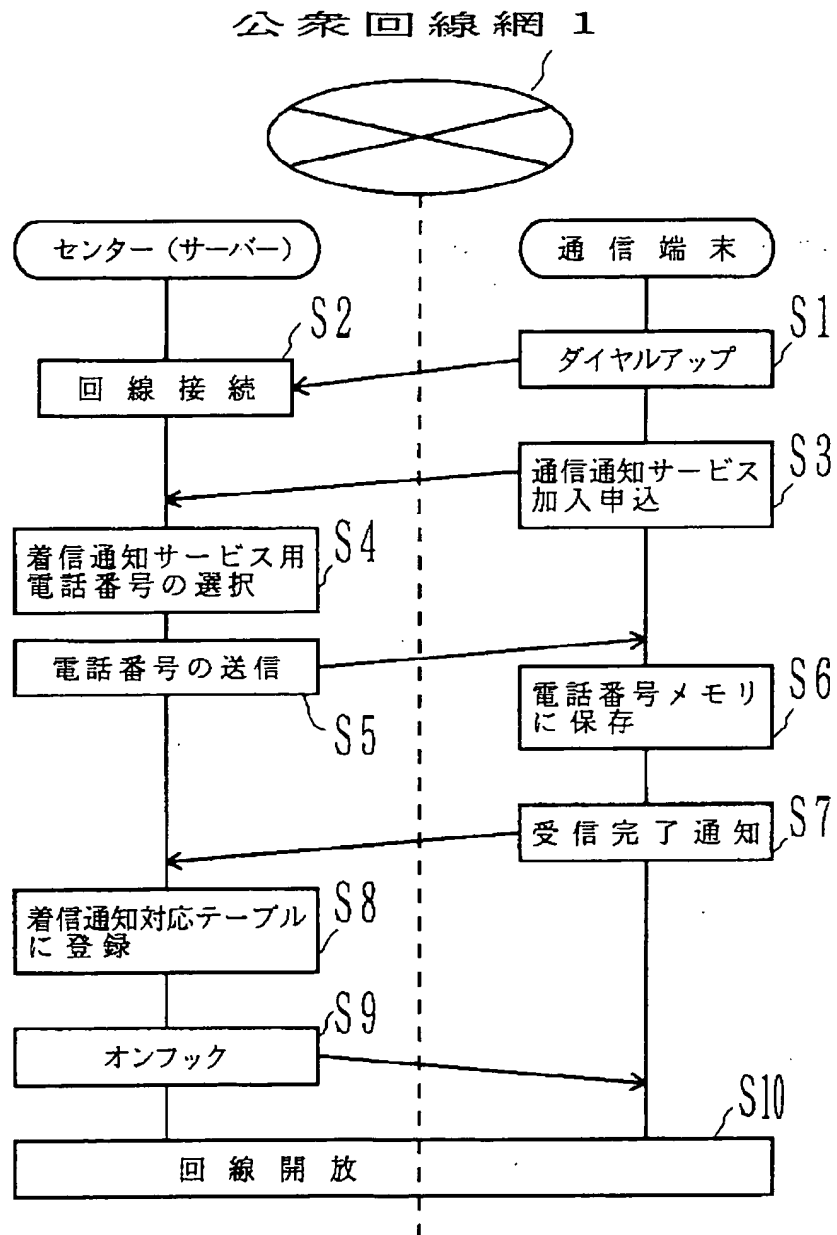 公衆回線網 1
センター(サーバー)
通信端末
S1
ダイヤルアップ
S2
回線接続
S3
通信通知サービス
加入申込
S4
着信通知サービス用
電話番号の選択
電話番号の送信
S5
S6
電話番号メモリ
に保存
S7
受信完了通知
S8
着信通知対応テーブル
に登録
S9
オンフック
S10
回線開放